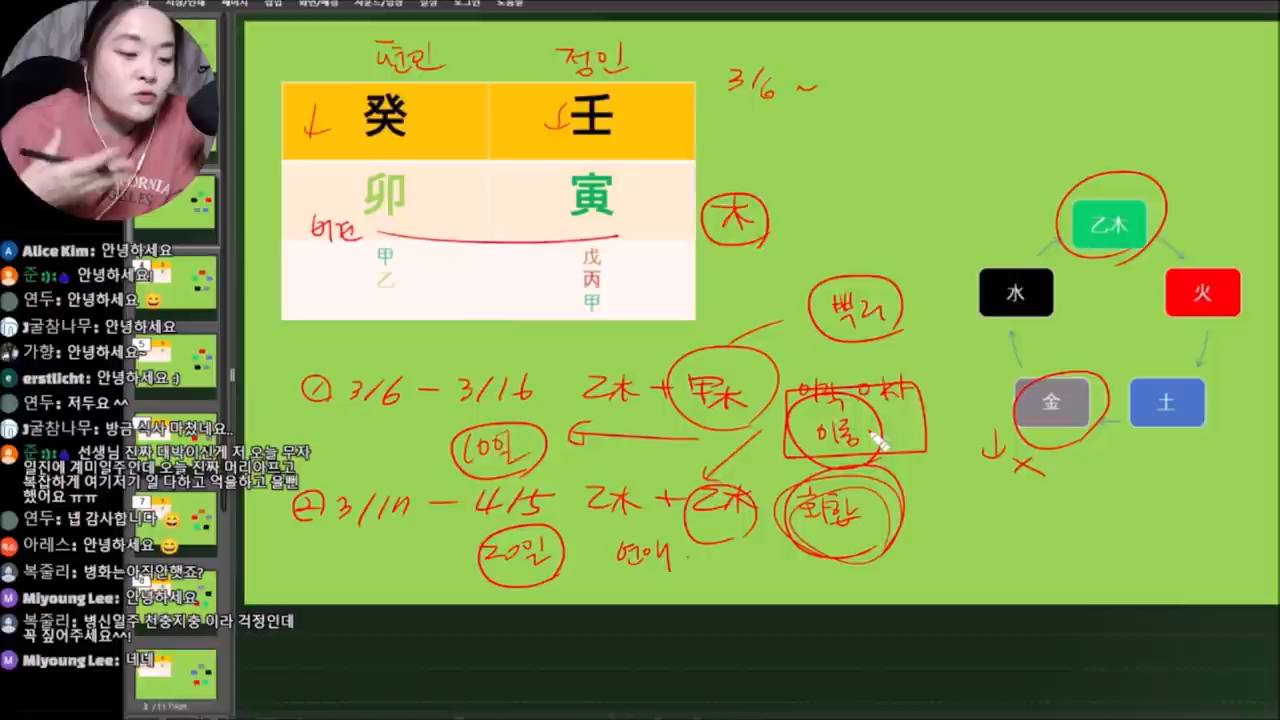 편인 정인
癸 壬
卯 寅
버전
甲 戊
乙 丙
甲
3/6 ~
木
乙木
水 火
金 土
뿌리
① 3/6 - 3/16 乙木 + 甲木
이동
10일
② 3/17 - 4/5 乙木 + 乙木 화합
20일 연애
Alice Kim: 안녕하세요
준 :): 안녕하세요!
연두: 안녕하세요 😄
J굴참나무: 안녕하세요
가향: 안녕하세요~
erstlicht: 안녕하세요 :)
연두: 저두요 ^^
J굴참나무: 방금 식사 마쳤네요..
준 :): 선생님 진짜 대박이신게 저 오늘 무자
일진에 계미일주인데 오늘 진짜 머리아프고
복잡하게 여기저기 일 다하고 억울하고 울뻔
했어요 ㅠㅠ
연두: 넵 감사합니다 😄
아레스: 안녕하세요 😄
복줄리: 병화는아직안했죠?
Miyoung Lee: 안녕하세요
복줄리: 병신일주 천충지충 이라 걱정인데
꼭 짚어주세요^^!
Miyoung Lee: 네네